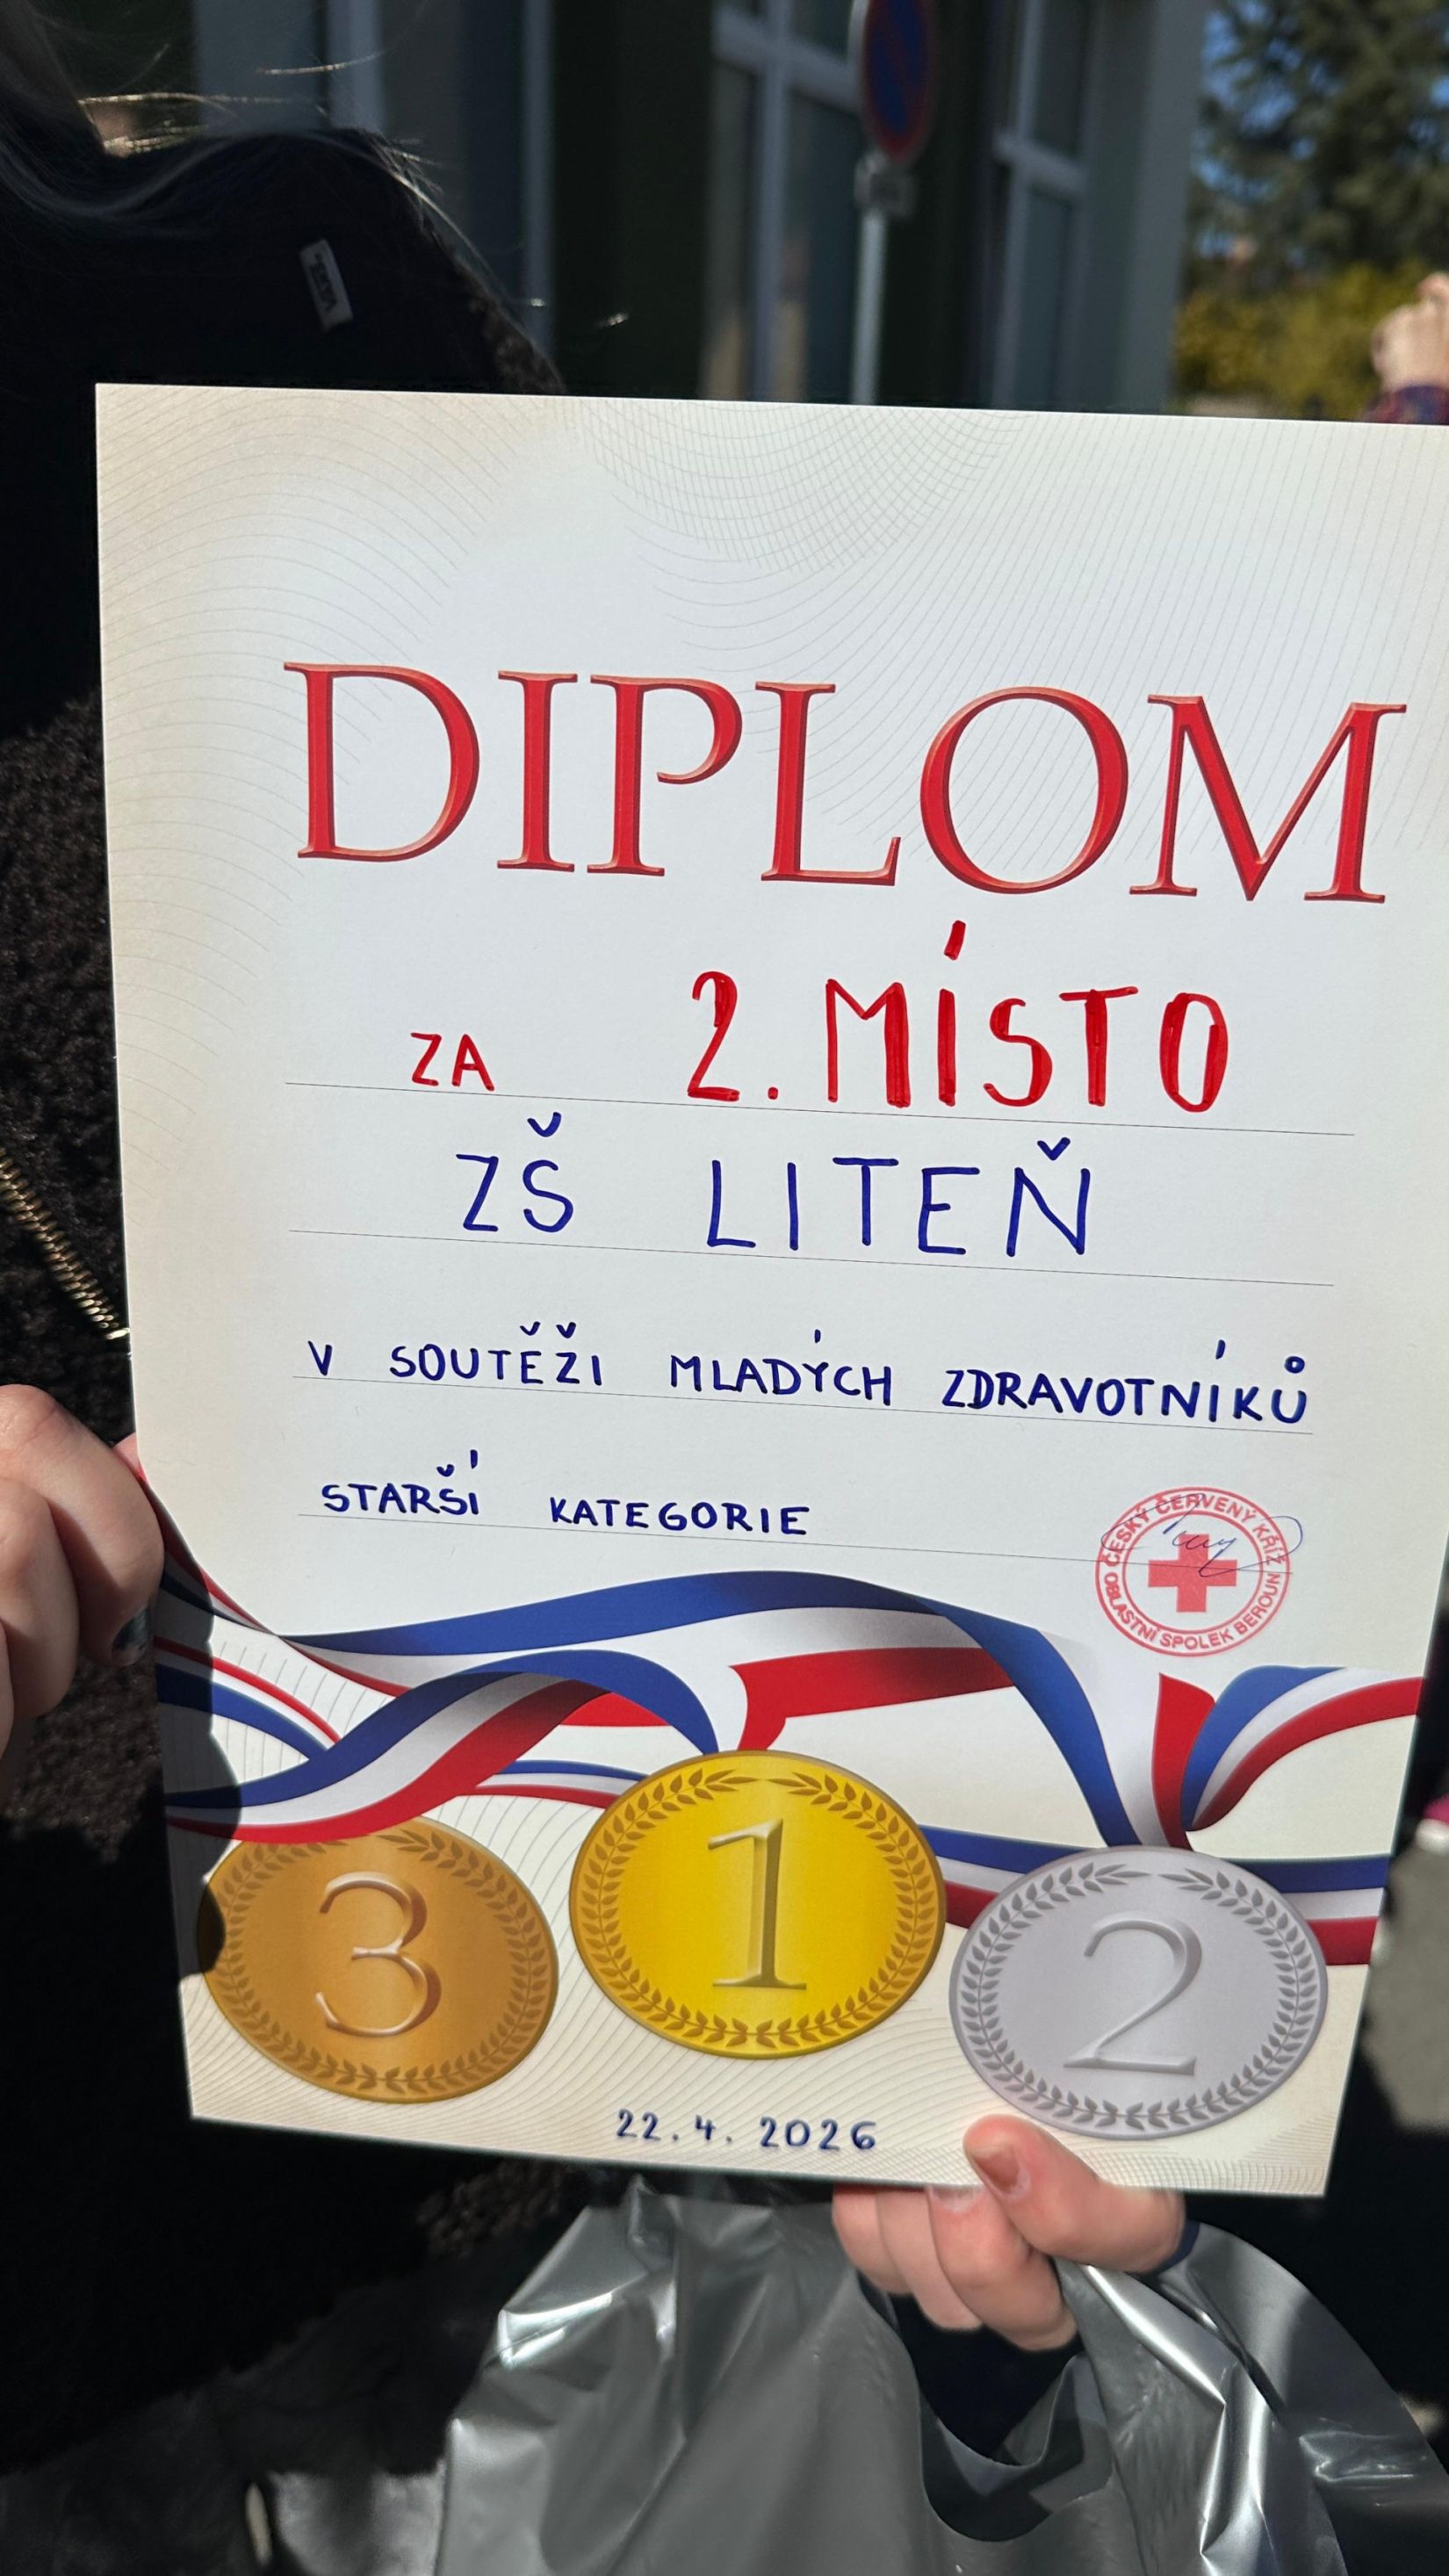 DIPLOM
ZA 2. MÍSTO
ZŠ LITEŇ
V SOUTĚŽI MLADÝCH ZDRAVOTNÍKŮ
STARŠÍ KATEGORIE
ČESKÝ ČERVENÝ KŘÍŽ
OBLASTNÍ SPOLEK BEROUN
3 1 2
22. 4. 2026